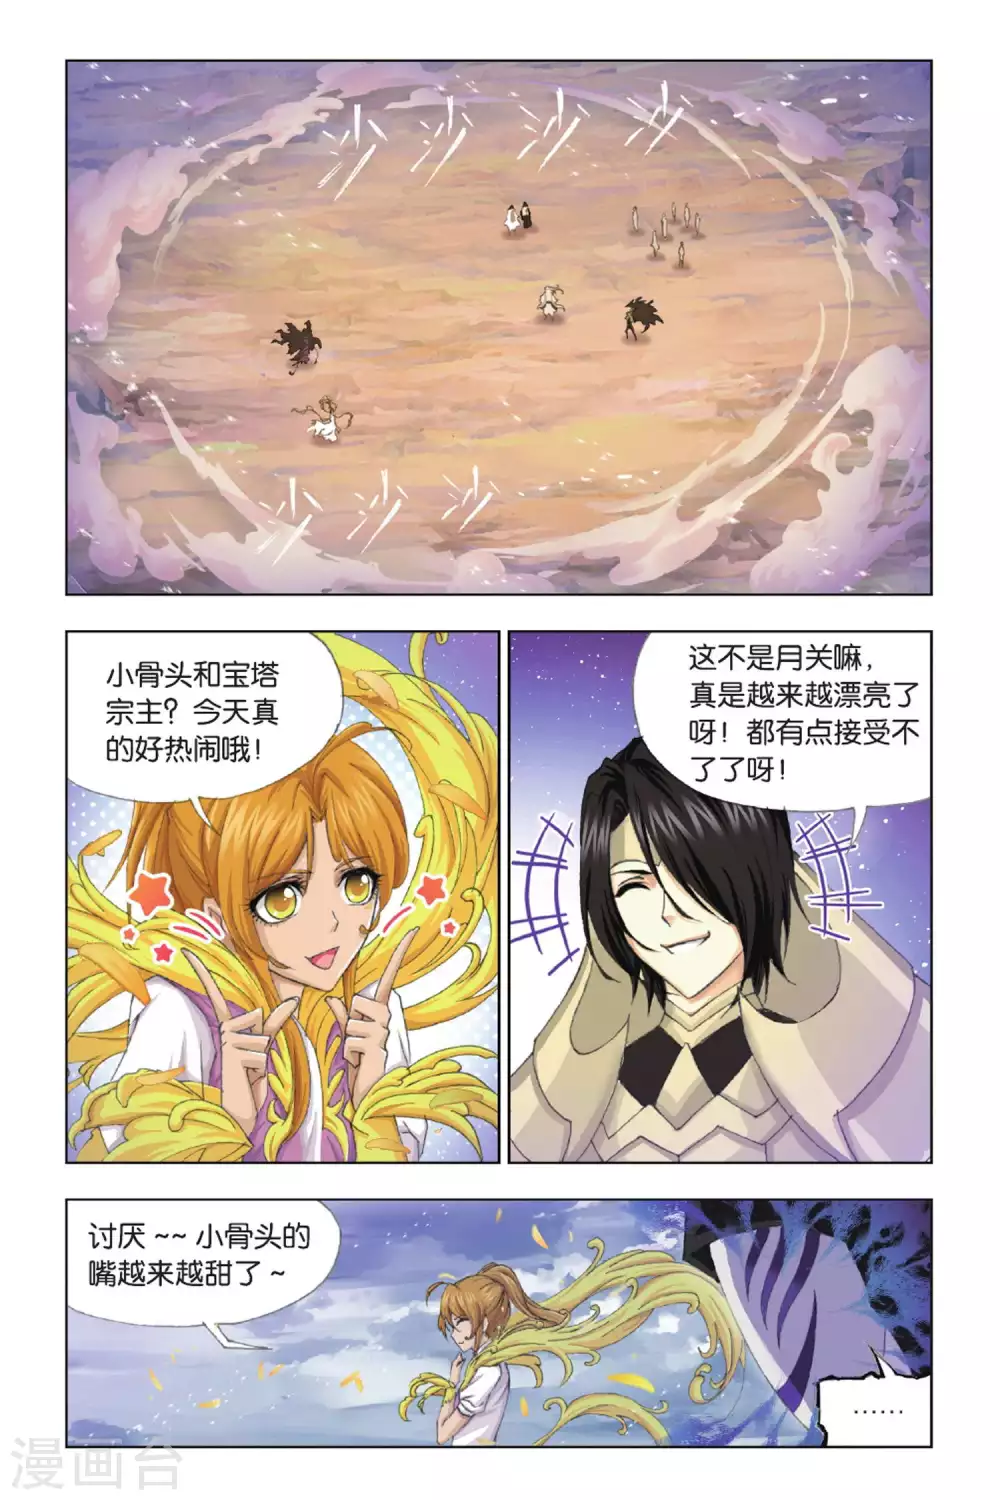 沙 沙 沙 沙
沙 沙 沙
小骨头和宝塔
宗主？今天真
的好热闹哦！
这不是月关嘛，
真是越来越漂亮了
呀！都有点接受不
了了呀！
讨厌~~小骨头的
嘴越来越甜了~
……
漫画台